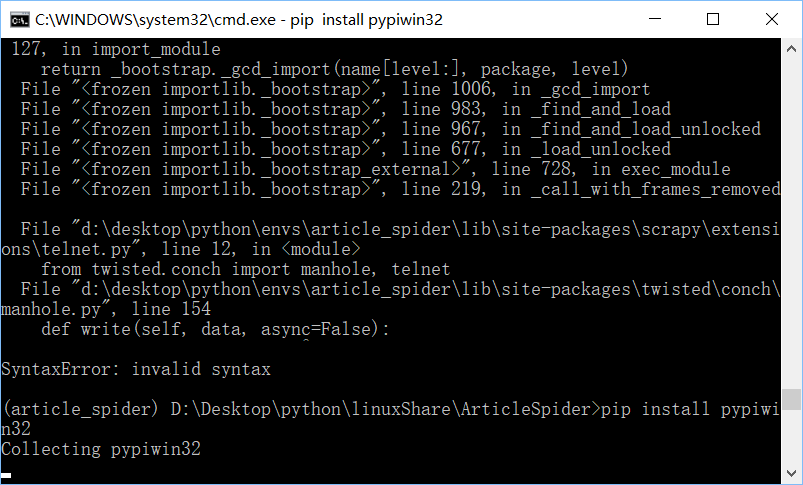 C:\WINDOWS\system32\cmd.exe - pip  install pypiwin32
 127, in import_module
    return _bootstrap._gcd_import(name[level:], package, level)
  File "<frozen importlib._bootstrap>", line 1006, in _gcd_import
  File "<frozen importlib._bootstrap>", line 983, in _find_and_load
  File "<frozen importlib._bootstrap>", line 967, in _find_and_load_unlocked
  File "<frozen importlib._bootstrap>", line 677, in _load_unlocked
  File "<frozen importlib._bootstrap_external>", line 728, in exec_module
  File "<frozen importlib._bootstrap>", line 219, in _call_with_frames_removed
  File "d:\desktop\python\envs\article_spider\lib\site-packages\scrapy\extensi
ons\telnet.py", line 12, in <module>
    from twisted.conch import manhole, telnet
  File "d:\desktop\python\envs\article_spider\lib\site-packages\twisted\conch\
manhole.py", line 154
    def write(self, data, async=False):
                              ^
SyntaxError: invalid syntax
(article_spider) D:\Desktop\python\linuxShare\ArticleSpider>pip install pypiwi
n32
Collecting pypiwin32